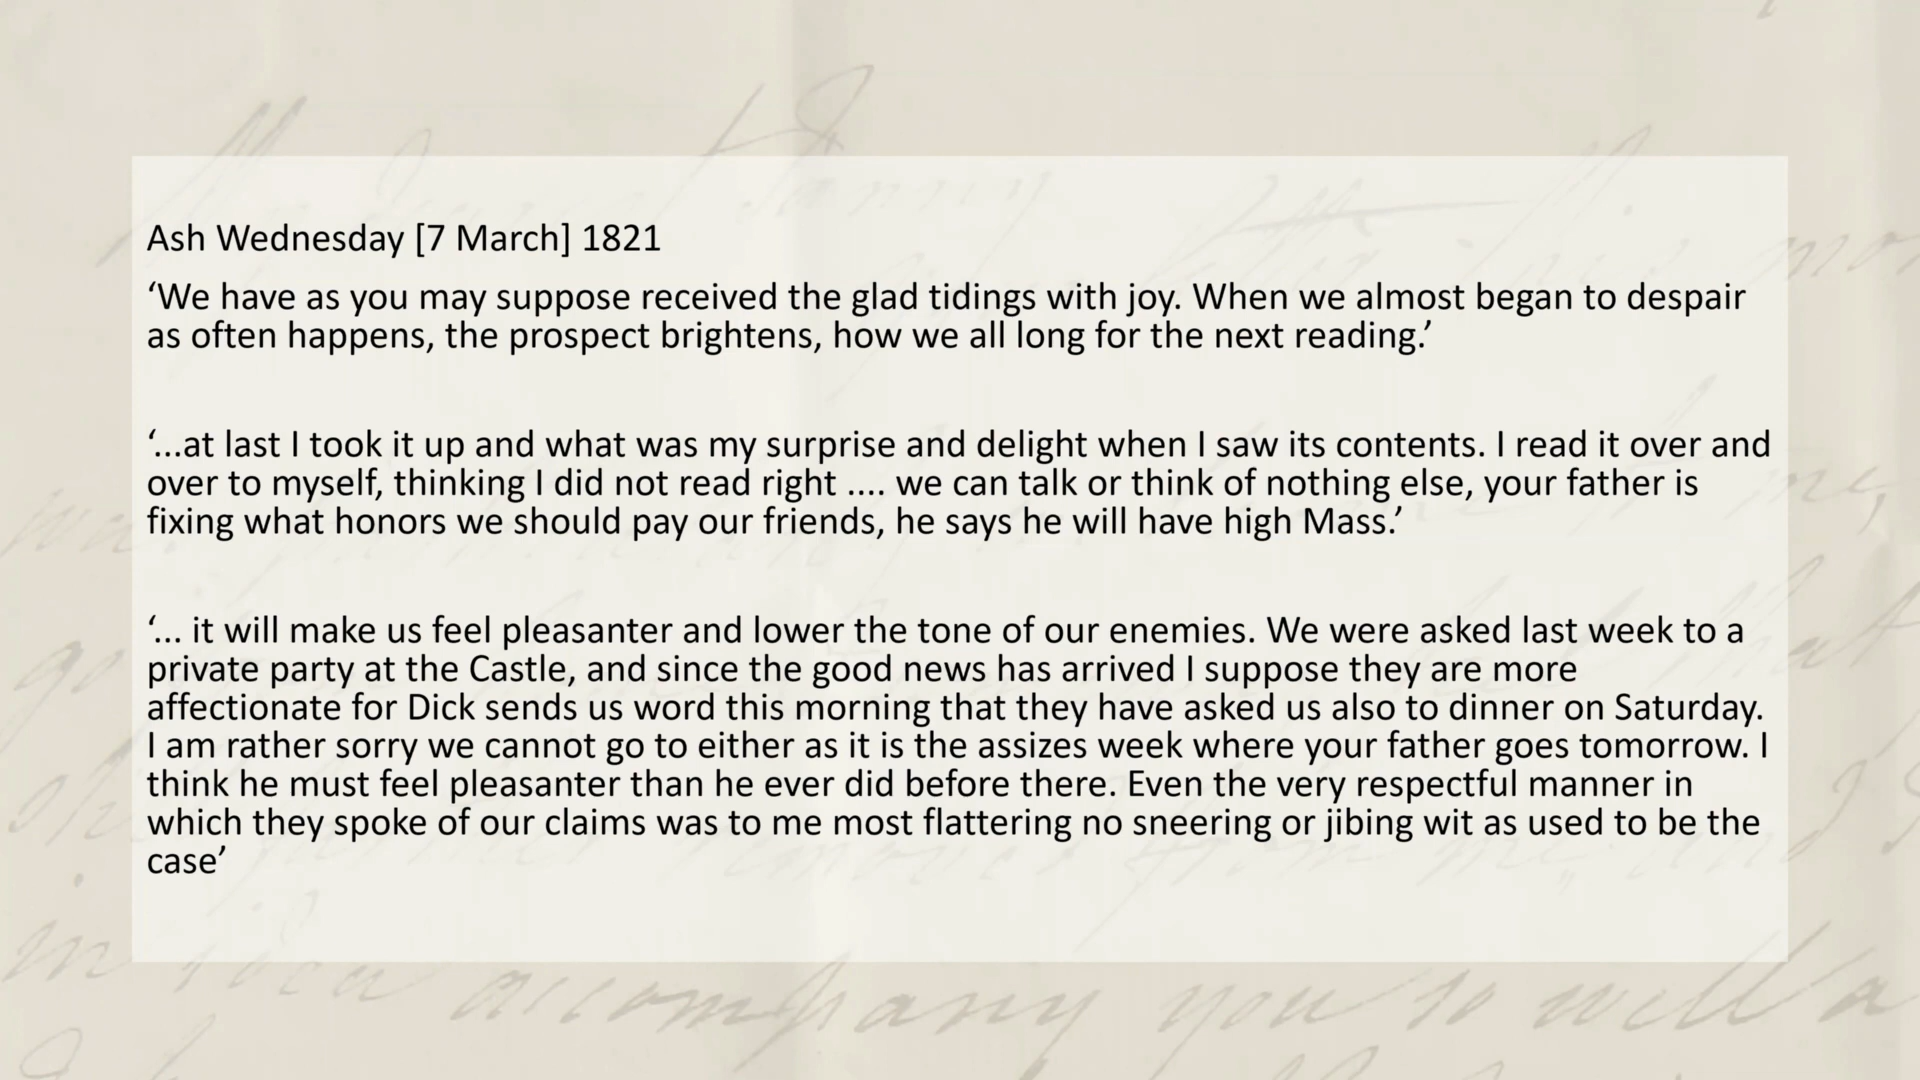 Ash Wednesday [7 March] 1821
‘We have as you may suppose received the glad tidings with joy. When we almost began to despair
as often happens, the prospect brightens, how we all long for the next reading.’
‘...at last I took it up and what was my surprise and delight when I saw its contents. I read it over and
over to myself, thinking I did not read right .... we can talk or think of nothing else, your father is
fixing what honors we should pay our friends, he says he will have high Mass.’
‘... it will make us feel pleasanter and lower the tone of our enemies. We were asked last week to a
private party at the Castle, and since the good news has arrived I suppose they are more
affectionate for Dick sends us word this morning that they have asked us also to dinner on Saturday.
I am rather sorry we cannot go to either as it is the assizes week where your father goes tomorrow. I
think he must feel pleasanter than he ever did before there. Even the very respectful manner in
which they spoke of our claims was to me most flattering no sneering or jibing wit as used to be the
case’
accompany you so will a